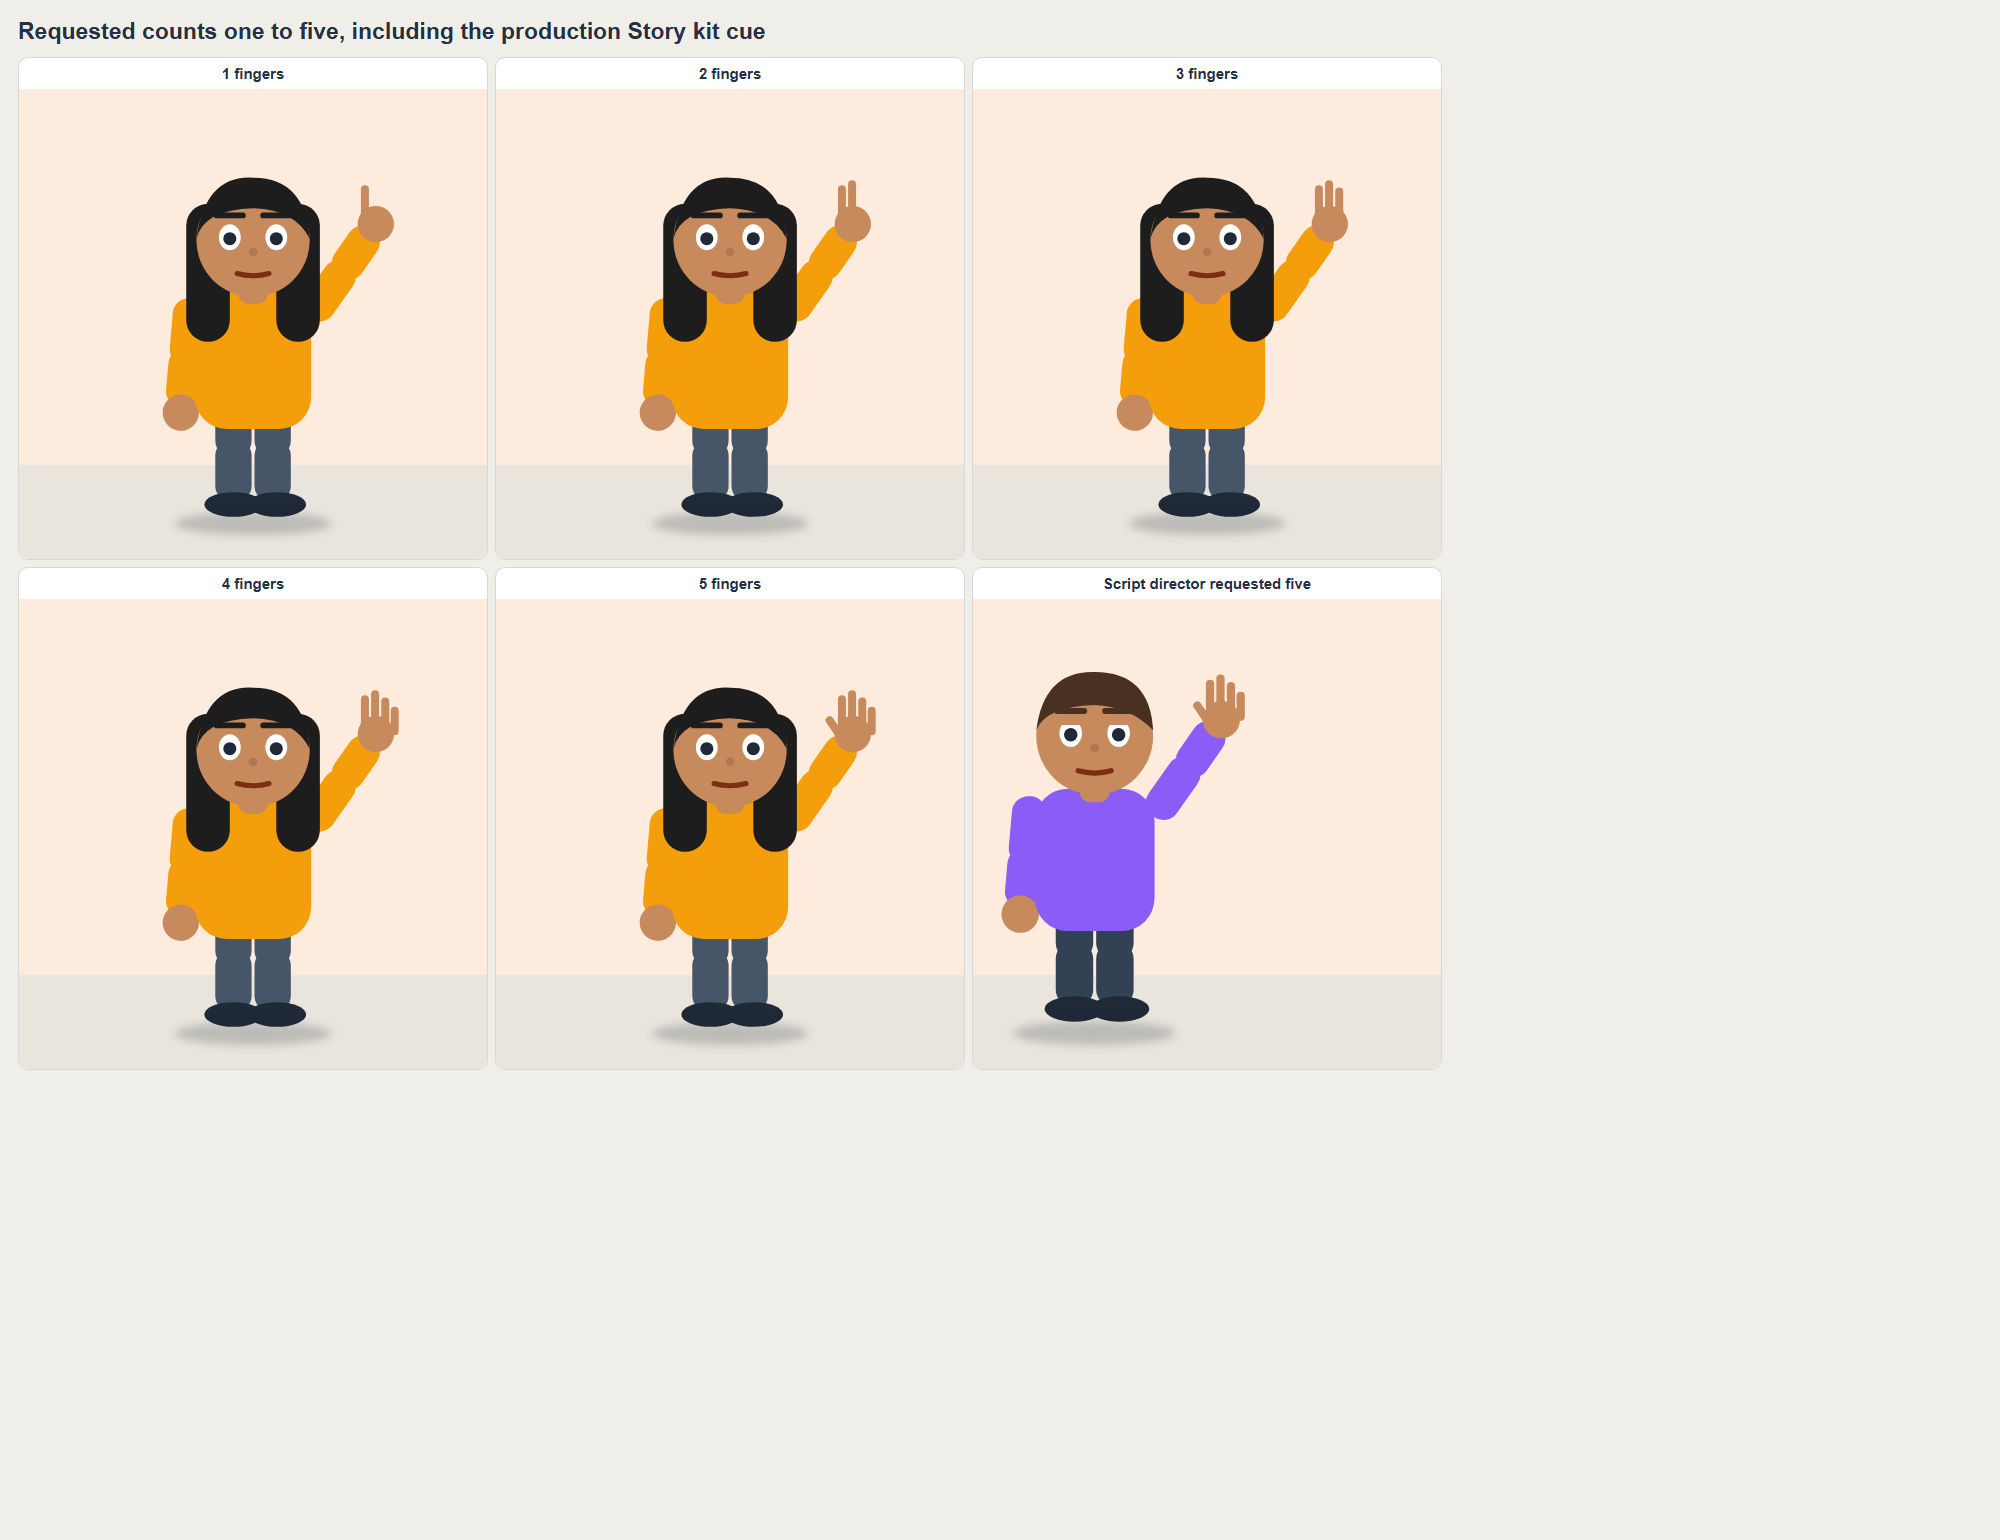 Requested counts one to five, including the production Story kit cue
1 fingers
2 fingers
3 fingers
4 fingers
5 fingers
Script director requested five